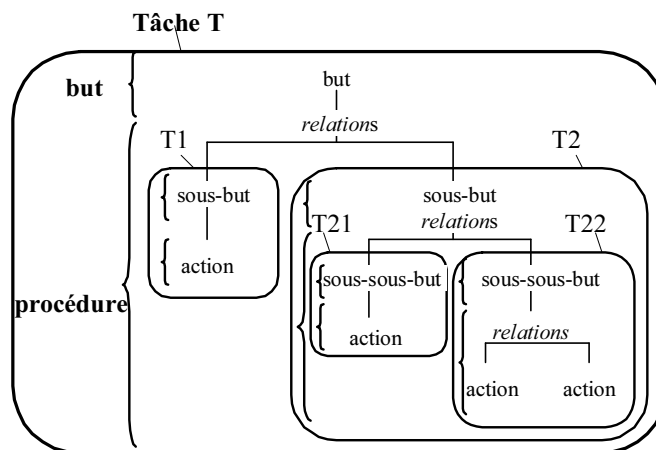 Tâche T
but
but
relations
T1
T2
sous-but
sous-but
relations
T21
T22
action
sous-sous-but
sous-sous-but
procédure
action
relations
action
action